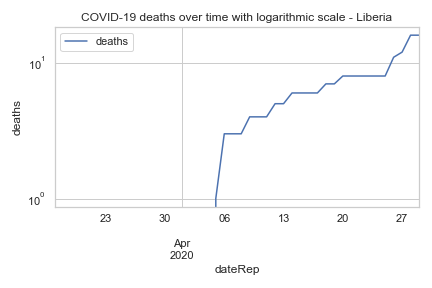 COVID-19 deaths over time with logarithmic scale - Liberia
deaths
deaths
10¹
10⁰
23 30 06 13 20 27
Apr
2020
dateRep